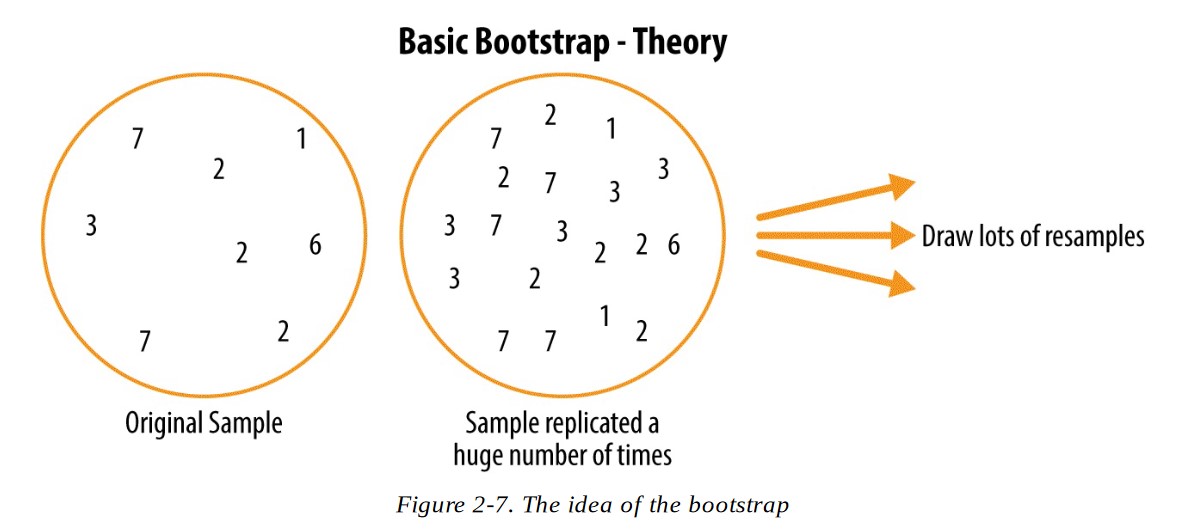 Basic Bootstrap - Theory
7 1
2
3
2 6
7 2
2
7 1
2 7 3
3
3 7 3
2 2 6
3 2
1
7 7 2
Draw lots of resamples
Original Sample
Sample replicated a
huge number of times
Figure 2-7. The idea of the bootstrap